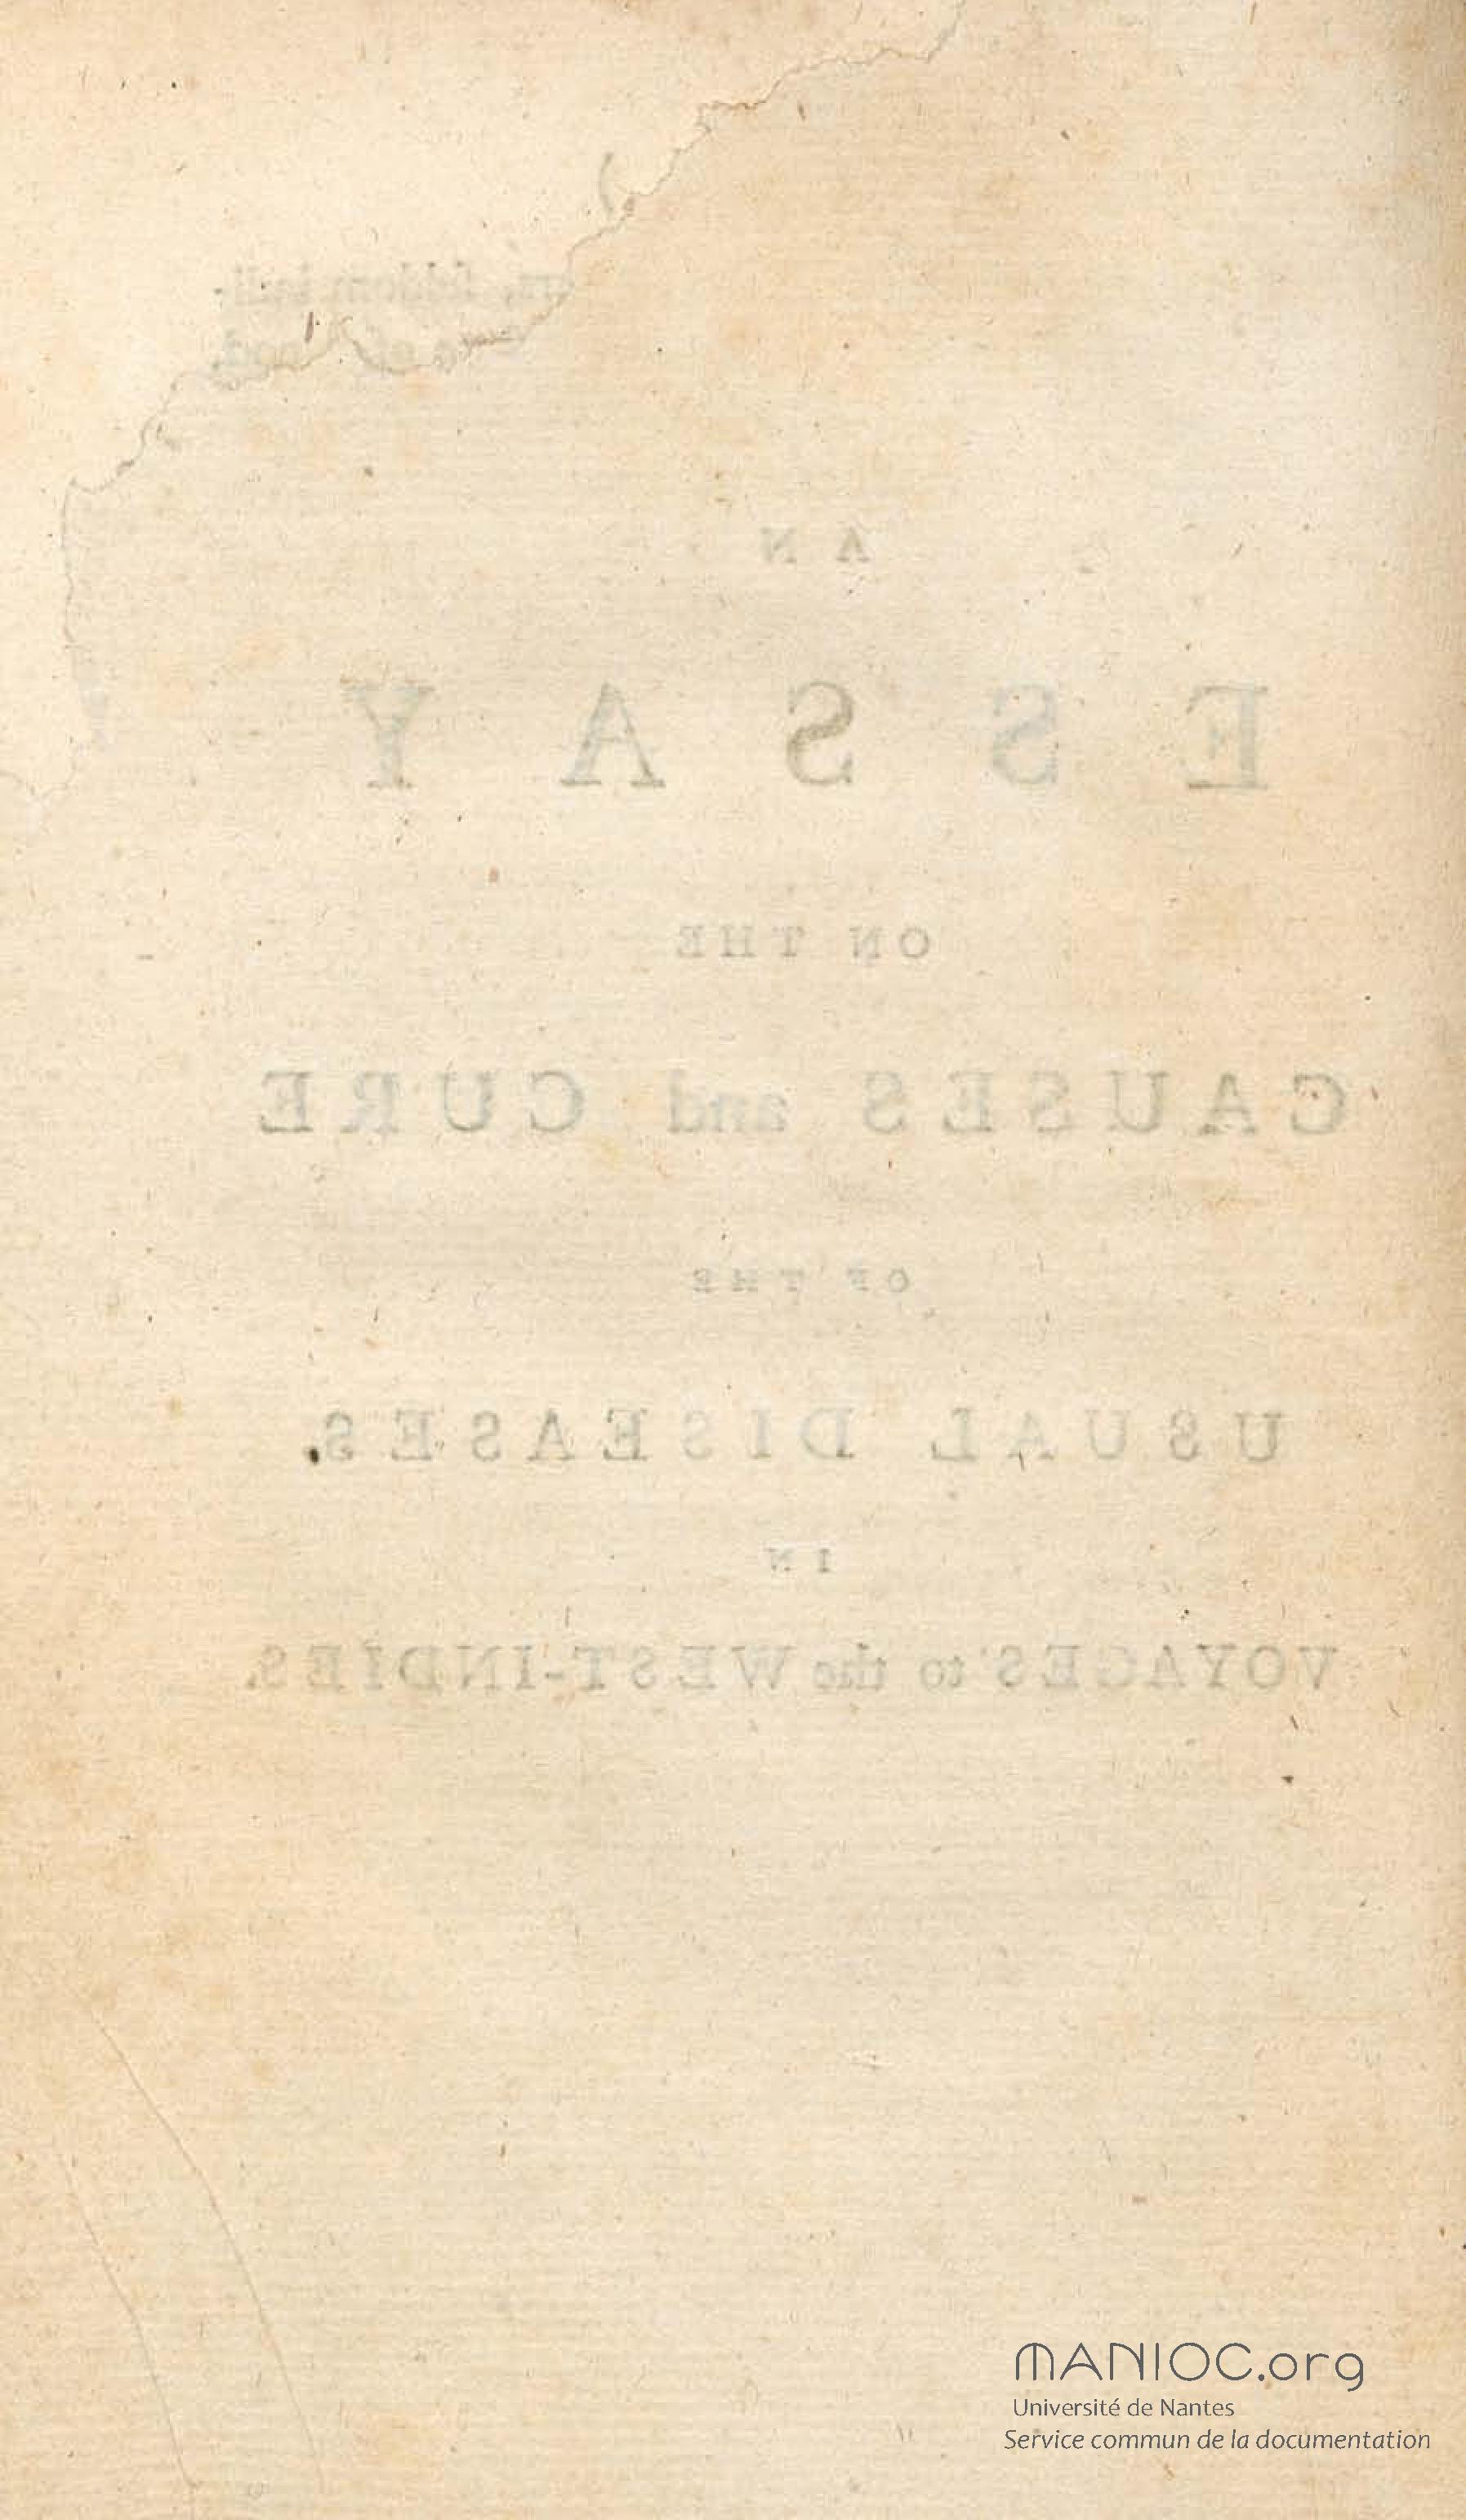 AN
ESSAY
ON THE
CAUSES and CURE
OF THE
USUAL DISEASES
IN
VOYAGES to the WEST-INDIES.
MANIOC.org
Université de Nantes
Service commun de la documentation